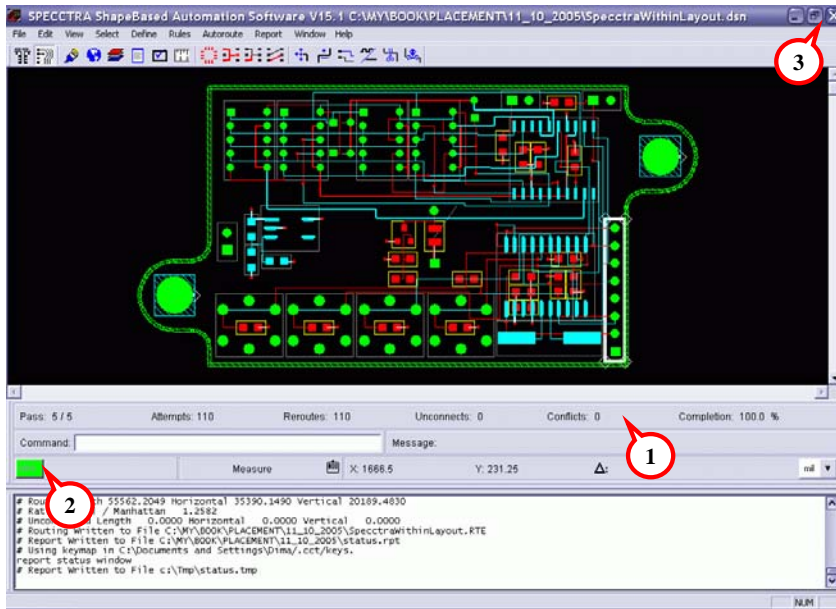 SPECCTRA ShapeBased Automation Software V15.1 C:\MY\BOOK\PLACEMENT\11_10_2005\SpecctraWithinLayout.dsn
File Edit View Select Define Rules Autoroute Report Window Help
3
Pass: 5 / 5 Attempts: 110 Reroutes: 110 Unconnects: 0 Conflicts: 0 Completion: 100.0 %
Command: Message:
1
Measure X: 1666.5 Y: 231.25 Δ: mil
2
# Rou th 55562.2049 Horizontal 35390.1490 Vertical 20189.4830
# Rat / Manhattan 1.2582
# Uncon Length 0.0000 Horizontal 0.0000 Vertical 0.0000
# Routing Written to File C:\MY\BOOK\PLACEMENT\11_10_2005\SpecctraWithinLayout.RTE
# Report Written to File C:\MY\BOOK\PLACEMENT\11_10_2005\status.rpt
# Using keymap in C:\Documents and Settings\Dima/.cct/keys.
report status window
# Report Written to File c:\Tmp\status.tmp
NUM